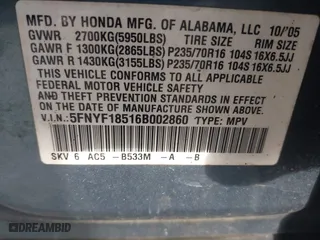 MFD. BY HONDA MFG. OF ALABAMA, LLC 10/'05
GVWR 2700KG(5950LBS) TIRE SIZE RIM SIZE
GAWR F 1300KG(2865LBS) P235/70R16 104S 16X6.5JJ
GAWR R 1430KG(3155LBS) P235/70R16 104S 16X6.5JJ
THIS VEHICLE CONFORMS TO ALL APPLICABLE
FEDERAL MOTOR VEHICLE SAFETY
AND THEFT PREVENTION STANDARDS IN EFFECT
ON THE DATE OF MANUFACTURE SHOWN ABOVE.
V.I.N: 5FNYF18516B002860 TYPE: MPV
SKV 6 AC5 -B533M -A -B